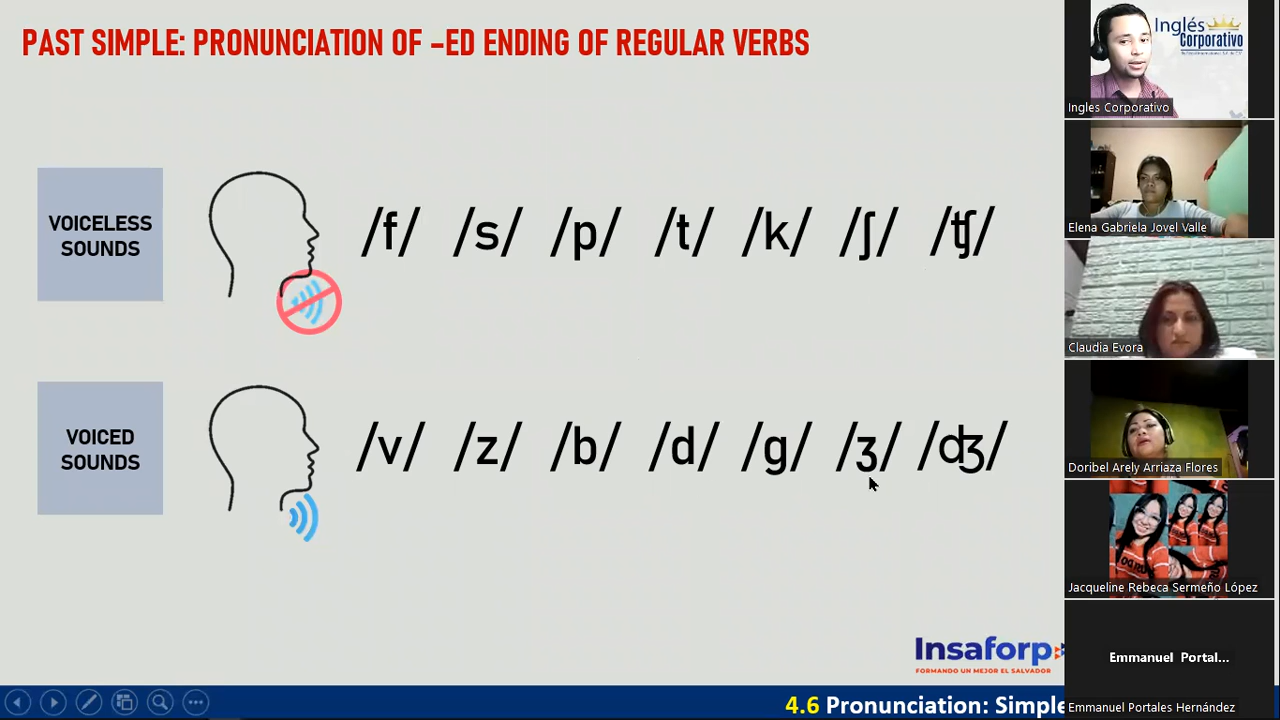 PAST SIMPLE: PRONUNCIATION OF -ED ENDING OF REGULAR VERBS
VOICELESS
SOUNDS
/f/ /s/ /p/ /t/ /k/ /ʃ/ /ʧ/
VOICED
SOUNDS
/v/ /z/ /b/ /d/ /g/ /ʒ/ /ʤ/
Insaforp
FORMANDO UN MEJOR EL SALVADOR
4.6 Pronunciation: Simple
Inglés
Corporativo
Ingles Corporativo
Elena Gabriela Jovel Valle
Claudia Evora
Doribel Arely Arriaza Flores
Jacqueline Rebeca Sermeño López
Emmanuel Portal...
Emmanuel Portales Hernández